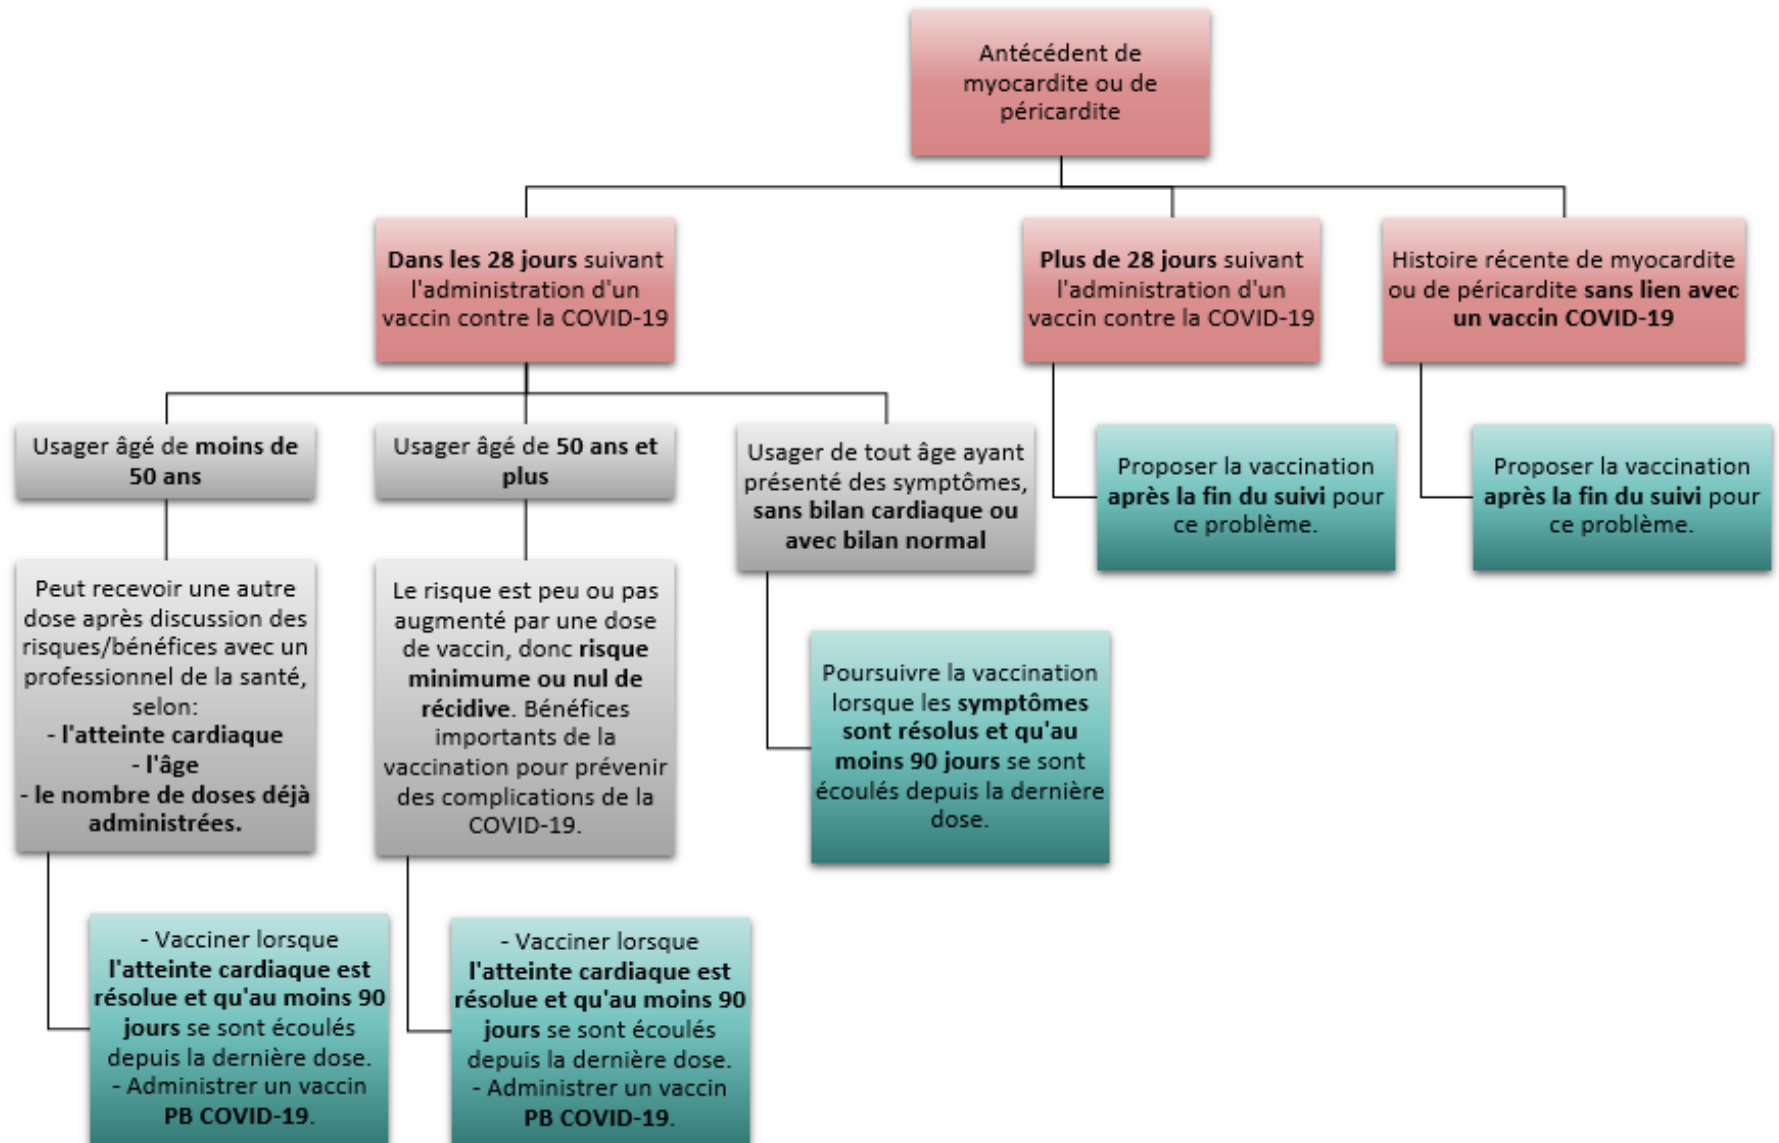 Antécédent de
myocardite ou de
péricardite
Dans les 28 jours suivant
l'administration d'un
vaccin contre la COVID-19
Plus de 28 jours suivant
l'administration d'un
vaccin contre la COVID-19
Histoire récente de myocardite
ou de péricardite sans lien avec
un vaccin COVID-19
Usager âgé de moins de
50 ans
Usager âgé de 50 ans et
plus
Usager de tout âge ayant
présenté des symptômes,
sans bilan cardiaque ou
avec bilan normal
Proposer la vaccination
après la fin du suivi pour
ce problème.
Proposer la vaccination
après la fin du suivi pour
ce problème.
Peut recevoir une autre
dose après discussion des
risques/bénéfices avec un
professionnel de la santé,
selon:
- l'atteinte cardiaque
- l'âge
- le nombre de doses déjà
administrées.
Le risque est peu ou pas
augmenté par une dose
de vaccin, donc risque
minimume ou nul de
récidive. Bénéfices
importants de la
vaccination pour prévenir
des complications de la
COVID-19.
Poursuivre la vaccination
lorsque les symptômes
sont résolus et qu'au
moins 90 jours se sont
écoulés depuis la dernière
dose.
- Vacciner lorsque
l'atteinte cardiaque est
résolue et qu'au moins 90
jours se sont écoulés
depuis la dernière dose.
- Administrer un vaccin
PB COVID-19.
- Vacciner lorsque
l'atteinte cardiaque est
résolue et qu'au moins 90
jours se sont écoulés
depuis la dernière dose.
- Administrer un vaccin
PB COVID-19.